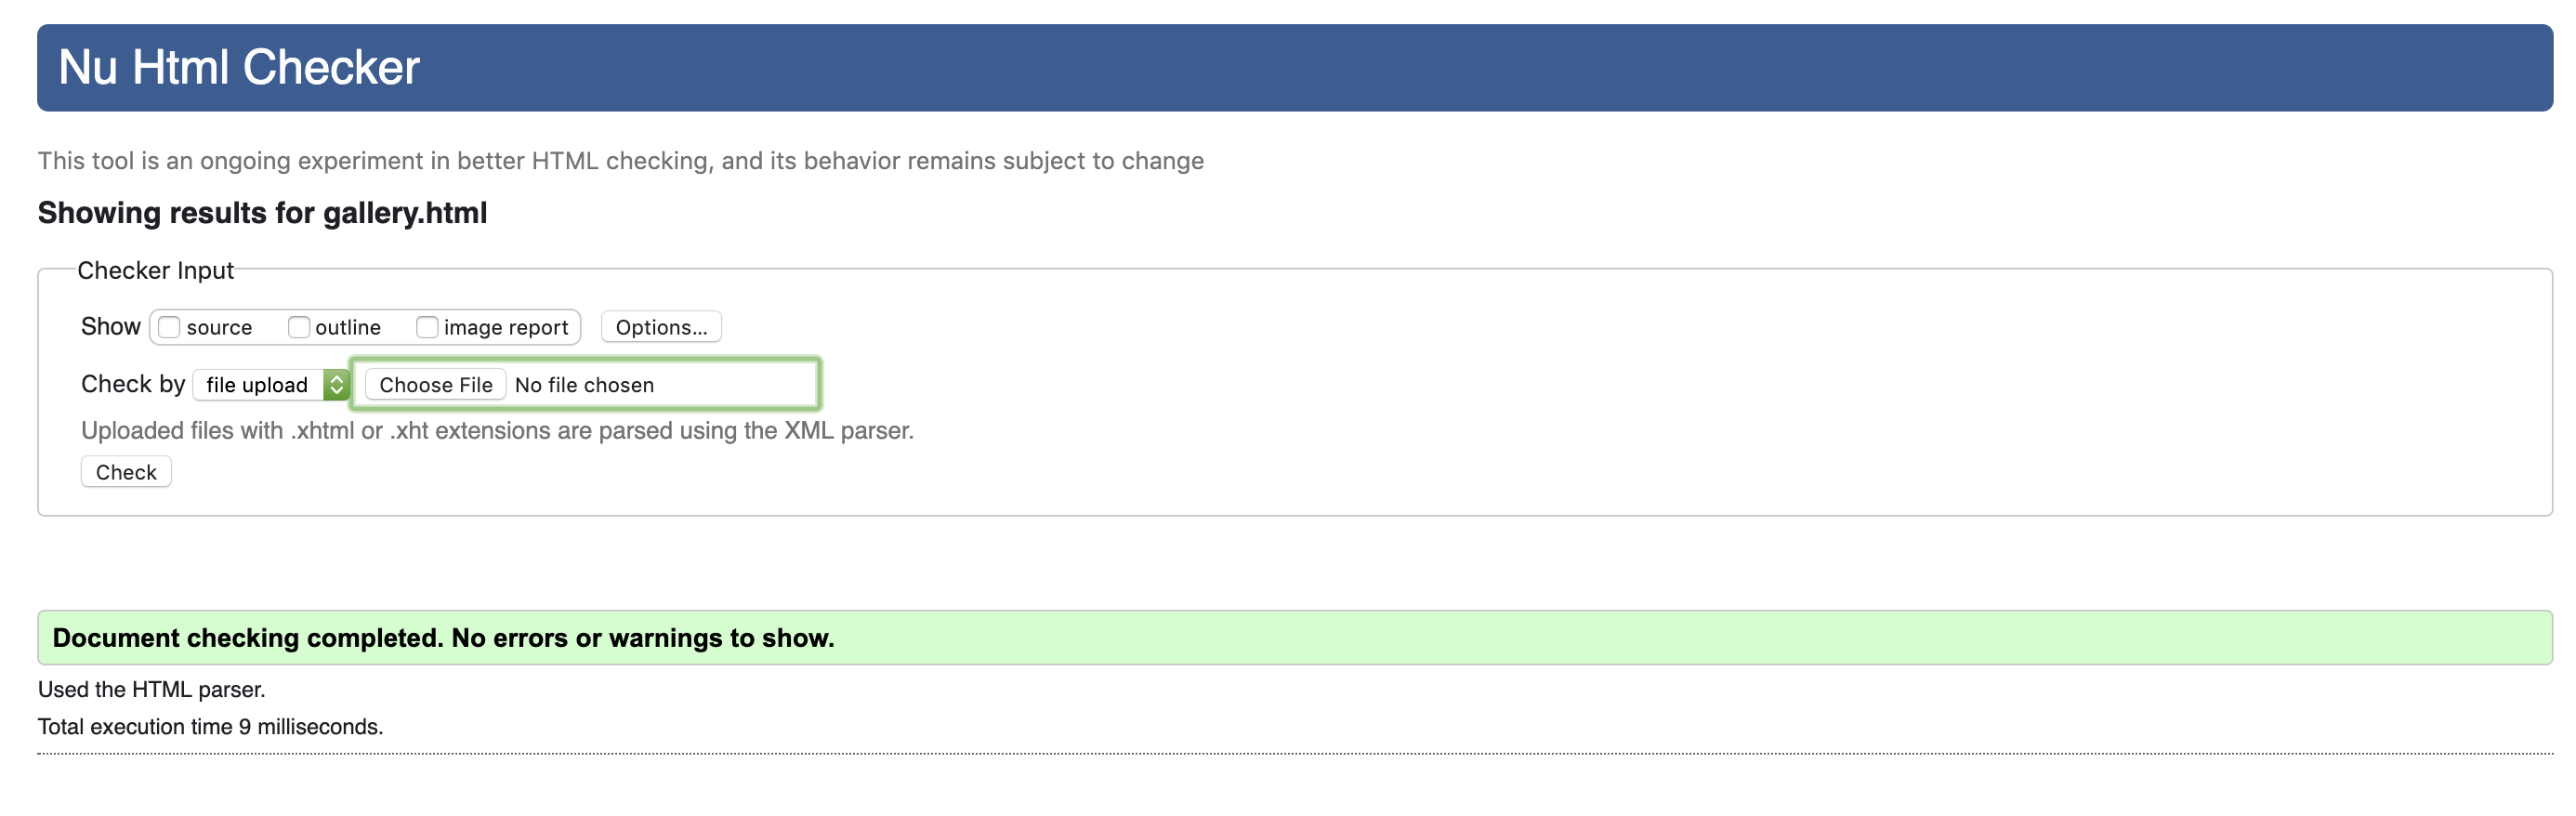 Nu Html Checker
This tool is an ongoing experiment in better HTML checking, and its behavior remains subject to change
Showing results for gallery.html
Checker Input
Show source outline image report Options...
Check by file upload Choose File No file chosen
Uploaded files with .xhtml or .xht extensions are parsed using the XML parser.
Check
Document checking completed. No errors or warnings to show.
Used the HTML parser.
Total execution time 9 milliseconds.